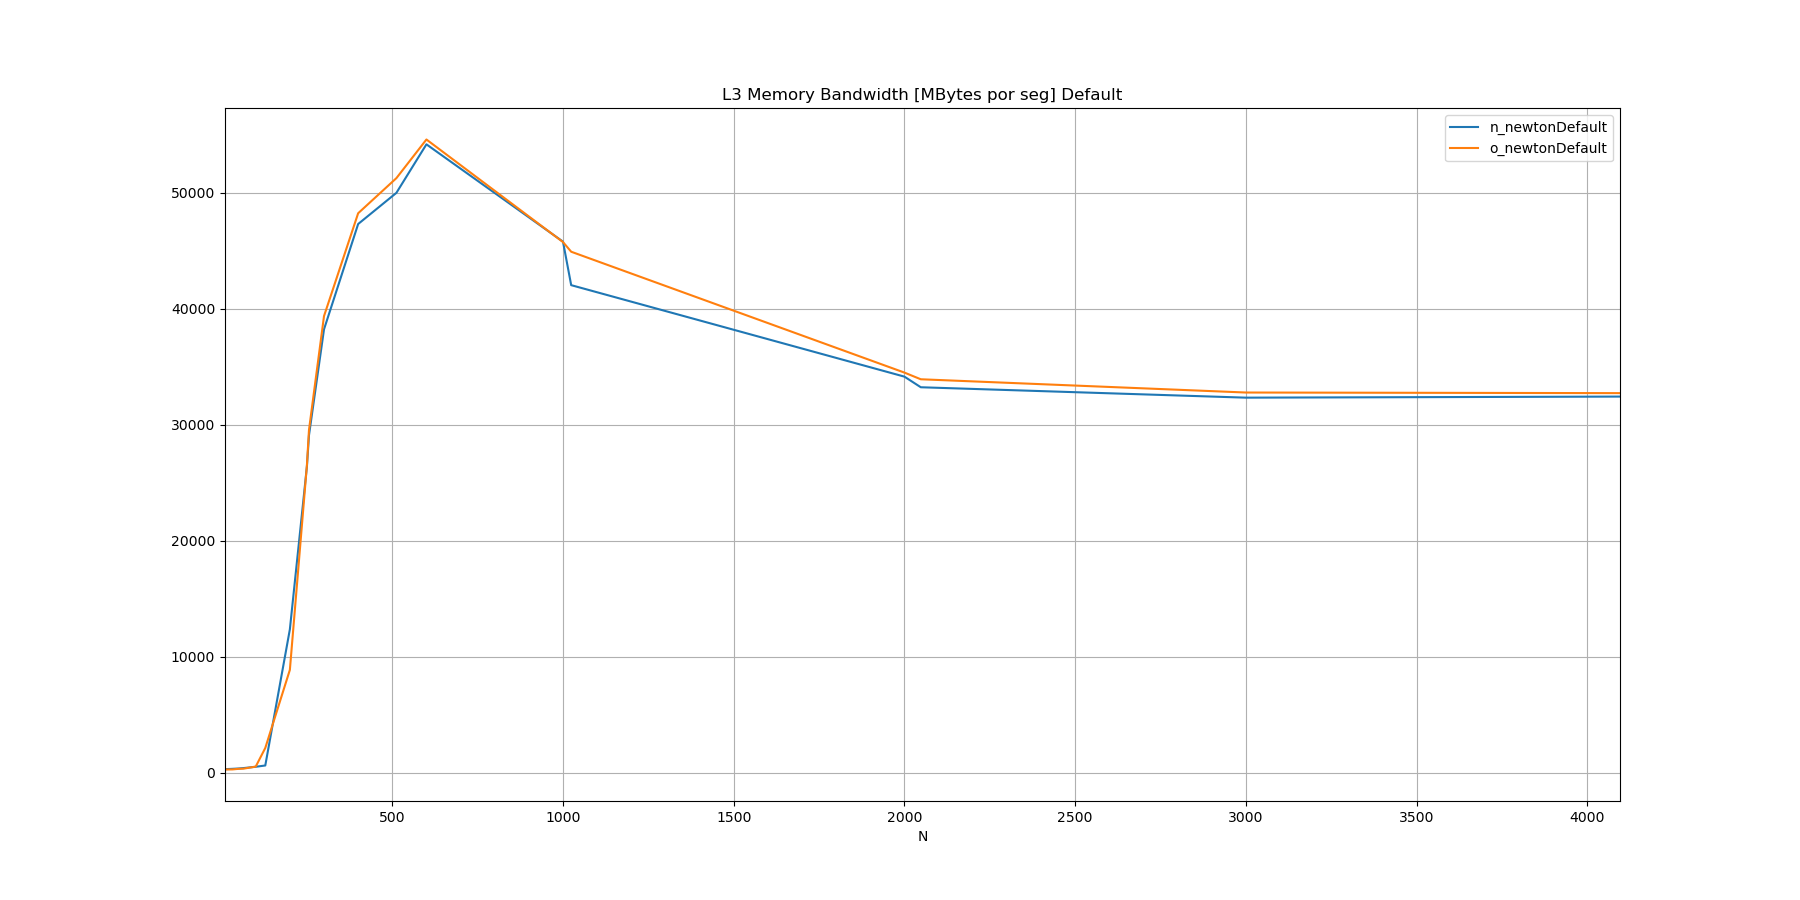 L3 Memory Bandwidth [MBytes por seg] Default
n_newtonDefault
o_newtonDefault
50000
40000
30000
20000
10000
0
500 1000 1500 2000 2500 3000 3500 4000
N